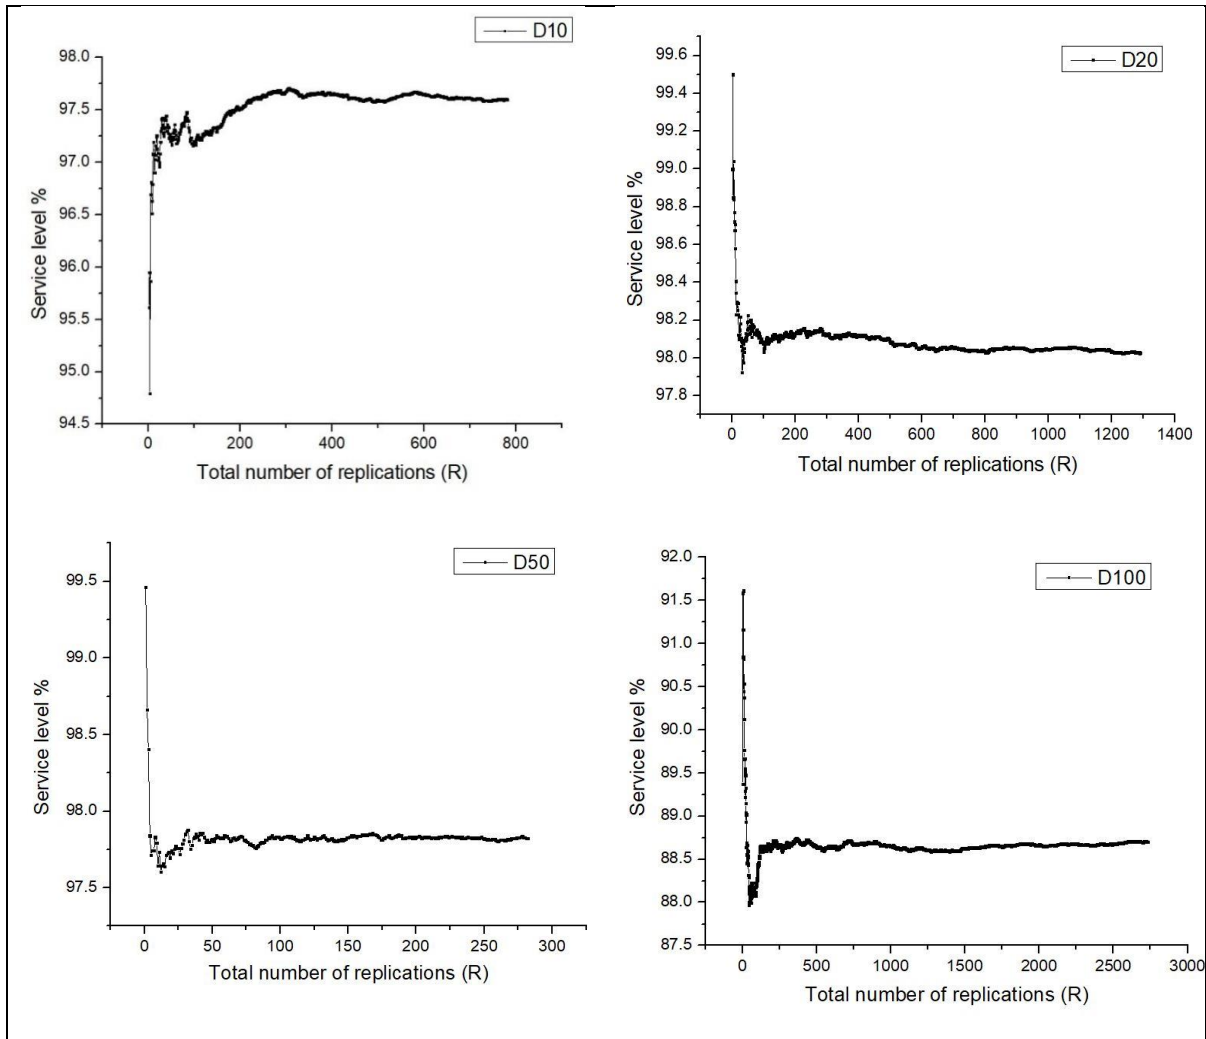 D10
98.0
97.5
97.0
96.5
96.0
95.5
95.0
94.5
Service level %
0 200 400 600 800
Total number of replications (R)
D20
99.6
99.4
99.2
99.0
98.8
98.6
98.4
98.2
98.0
97.8
Service level %
0 200 400 600 800 1000 1200 1400
Total number of replications (R)
D50
99.5
99.0
98.5
98.0
97.5
Service level %
0 50 100 150 200 250 300
Total number of replications (R)
D100
92.0
91.5
91.0
90.5
90.0
89.5
89.0
88.5
88.0
87.5
Service level %
0 500 1000 1500 2000 2500 3000
Total number of replications (R)